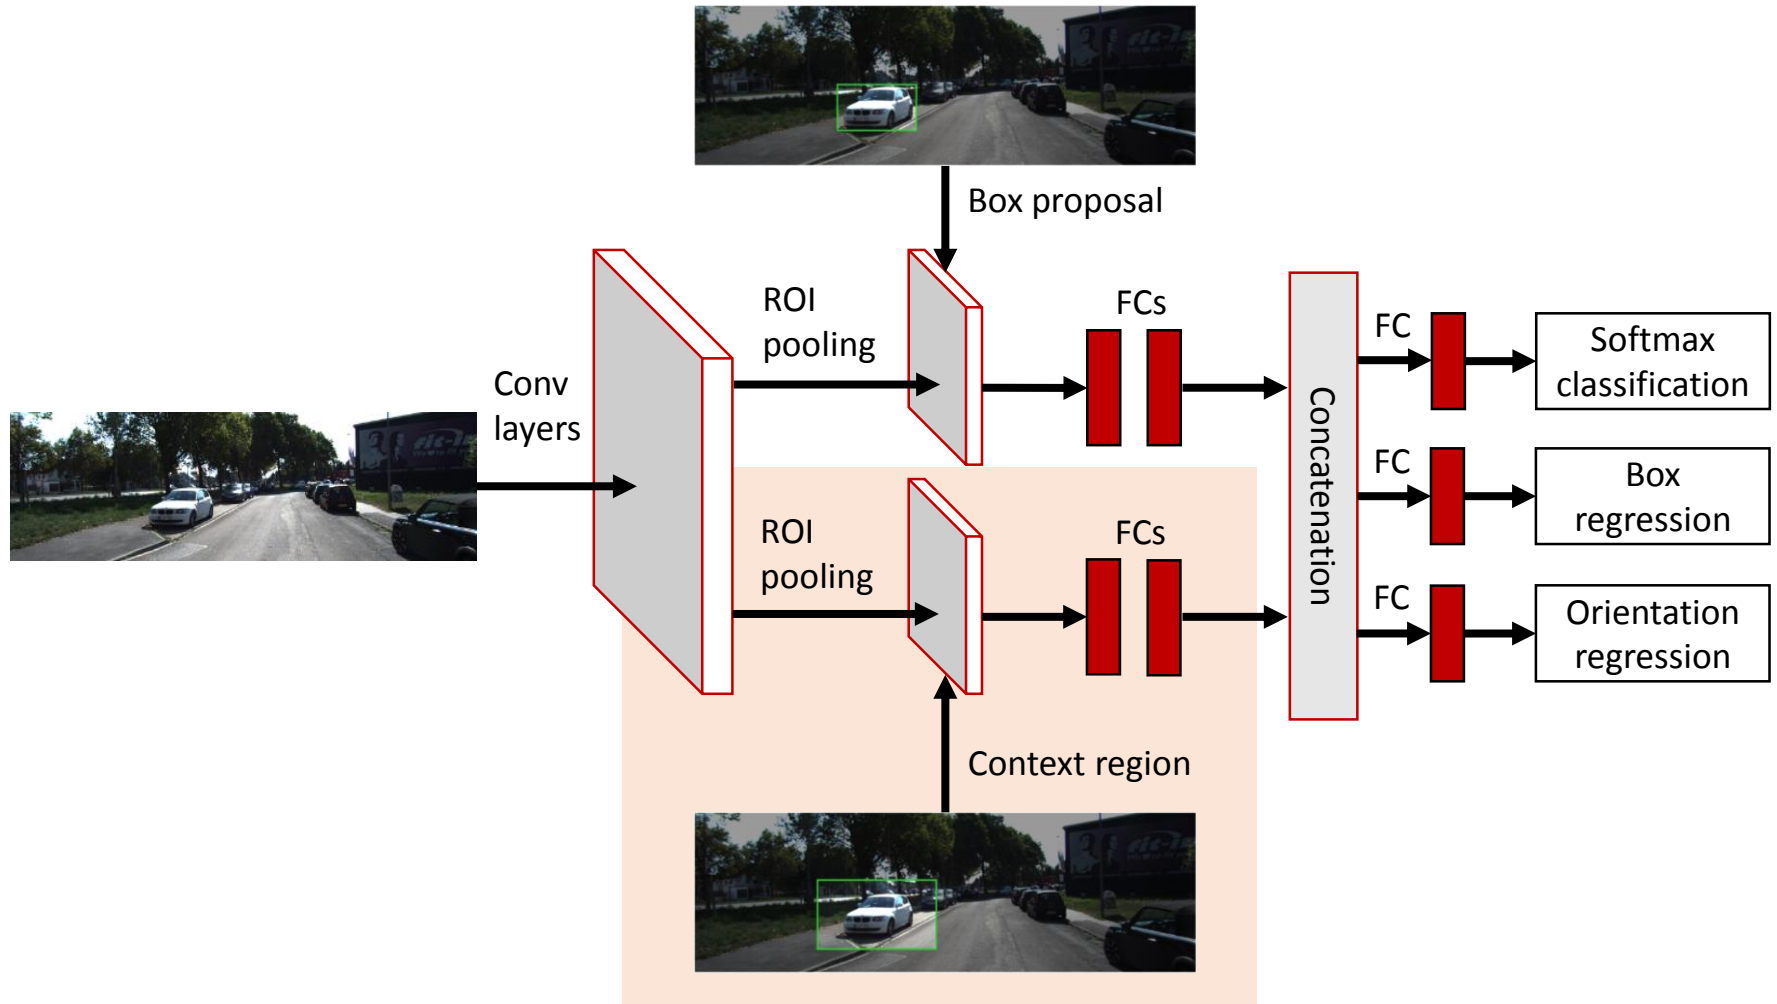 Box proposal
ROI
pooling
FCs
Conv
layers
Concatenation
FC
Softmax
classification
FC
Box
regression
ROI
pooling
FCs
FC
Orientation
regression
Context region